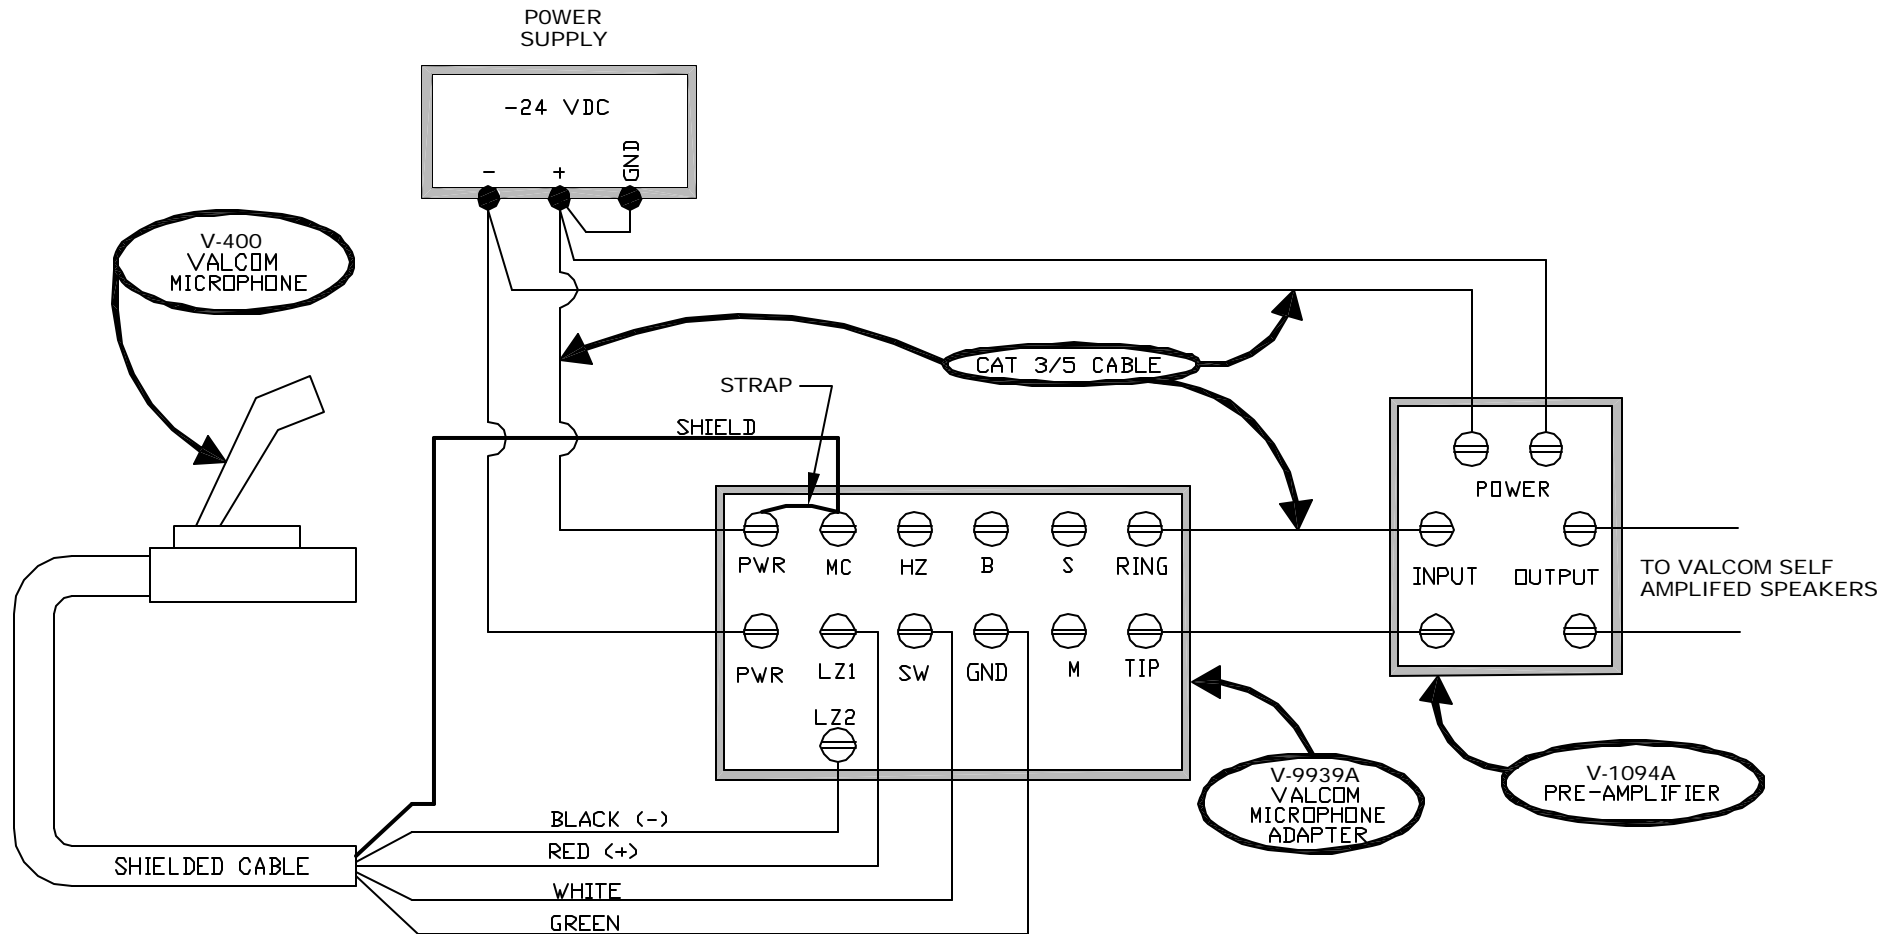 POWER
SUPPLY
-24 VDC
-
+
GND
V-400
VALCOM
MICROPHONE
CAT 3/5 CABLE
STRAP
SHIELD
POWER
PWR MC HZ B S RING
INPUT OUTPUT
TO VALCOM SELF
AMPLIFED SPEAKERS
PWR LZ1 SW GND M TIP
LZ2
V-9939A
VALCOM
MICROPHONE
ADAPTER
V-1094A
PRE-AMPLIFIER
BLACK (-)
RED (+)
SHIELDED CABLE
WHITE
GREEN